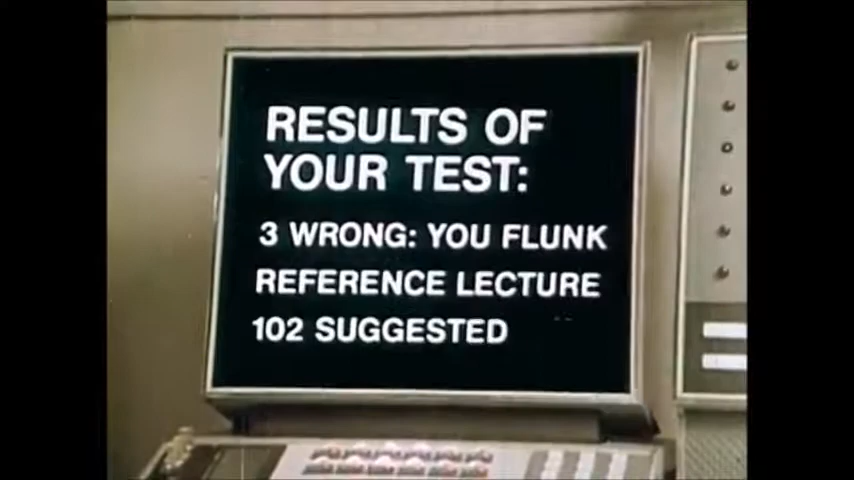 RESULTS OF
YOUR TEST:
3 WRONG: YOU FLUNK
REFERENCE LECTURE
102 SUGGESTED